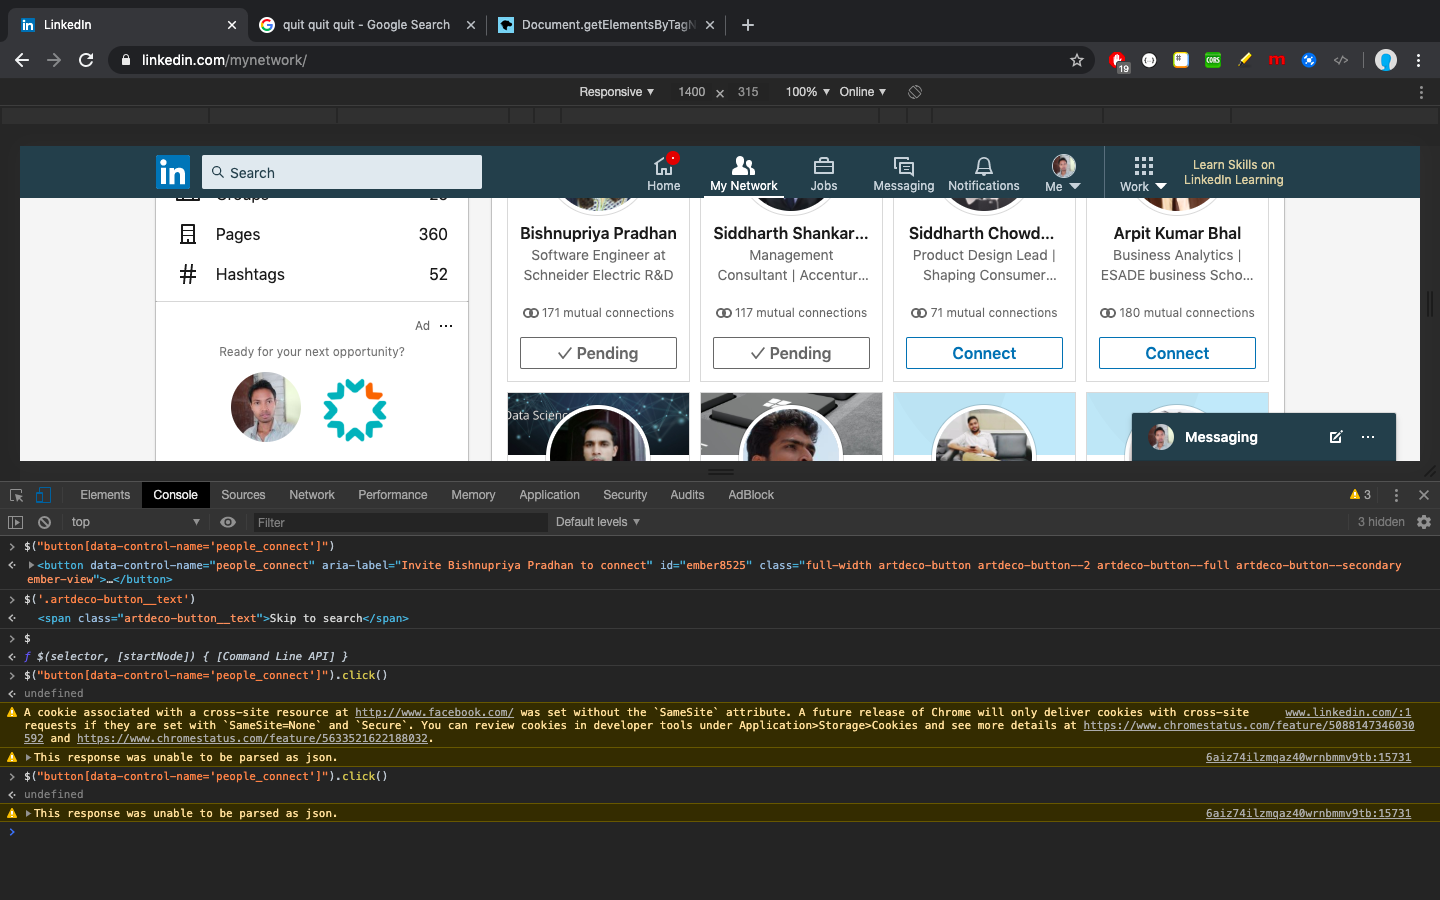 LinkedIn
quit quit quit - Google Search
Document.getElementsByTagN
linkedin.com/mynetwork/
19
Responsive
1400
315
100%
Online
in
Search
Home
My Network
Jobs
Messaging
Notifications
Me
Work
Learn Skills on
LinkedIn Learning
Pages
360
Hashtags
52
Ad
Ready for your next opportunity?
Bishnupriya Pradhan
Software Engineer at
Schneider Electric R&D
171 mutual connections
Pending
Siddharth Shankar...
Management
Consultant | Accentur...
117 mutual connections
Pending
Siddharth Chowd...
Product Design Lead |
Shaping Consumer...
71 mutual connections
Connect
Arpit Kumar Bhal
Business Analytics |
ESADE business Scho...
180 mutual connections
Connect
Data Scienc
Messaging
Elements
Console
Sources
Network
Performance
Memory
Application
Security
Audits
AdBlock
3
top
Filter
Default levels
3 hidden
$("button[data-control-name='people_connect']")
<button data-control-name="people_connect" aria-label="Invite Bishnupriya Pradhan to connect" id="ember8525" class="full-width artdeco-button artdeco-button--2 artdeco-button--full artdeco-button--secondary
ember-view">…</button>
$('.artdeco-button__text')
<span class="artdeco-button__text">Skip to search</span>
$
ƒ $(selector, [startNode]) { [Command Line API] }
$("button[data-control-name='people_connect']").click()
undefined
A cookie associated with a cross-site resource at http://www.facebook.com/ was set without the `SameSite` attribute. A future release of Chrome will only deliver cookies with cross-site www.linkedin.com/:1
requests if they are set with `SameSite=None` and `Secure`. You can review cookies in developer tools under Application>Storage>Cookies and see more details at https://www.chromestatus.com/feature/5088147346030
592 and https://www.chromestatus.com/feature/5633521622188032.
This response was unable to be parsed as json. 6aiz74ilzmqaz40wrnbmmv9tb:15731
$("button[data-control-name='people_connect']").click()
undefined
This response was unable to be parsed as json. 6aiz74ilzmqaz40wrnbmmv9tb:15731